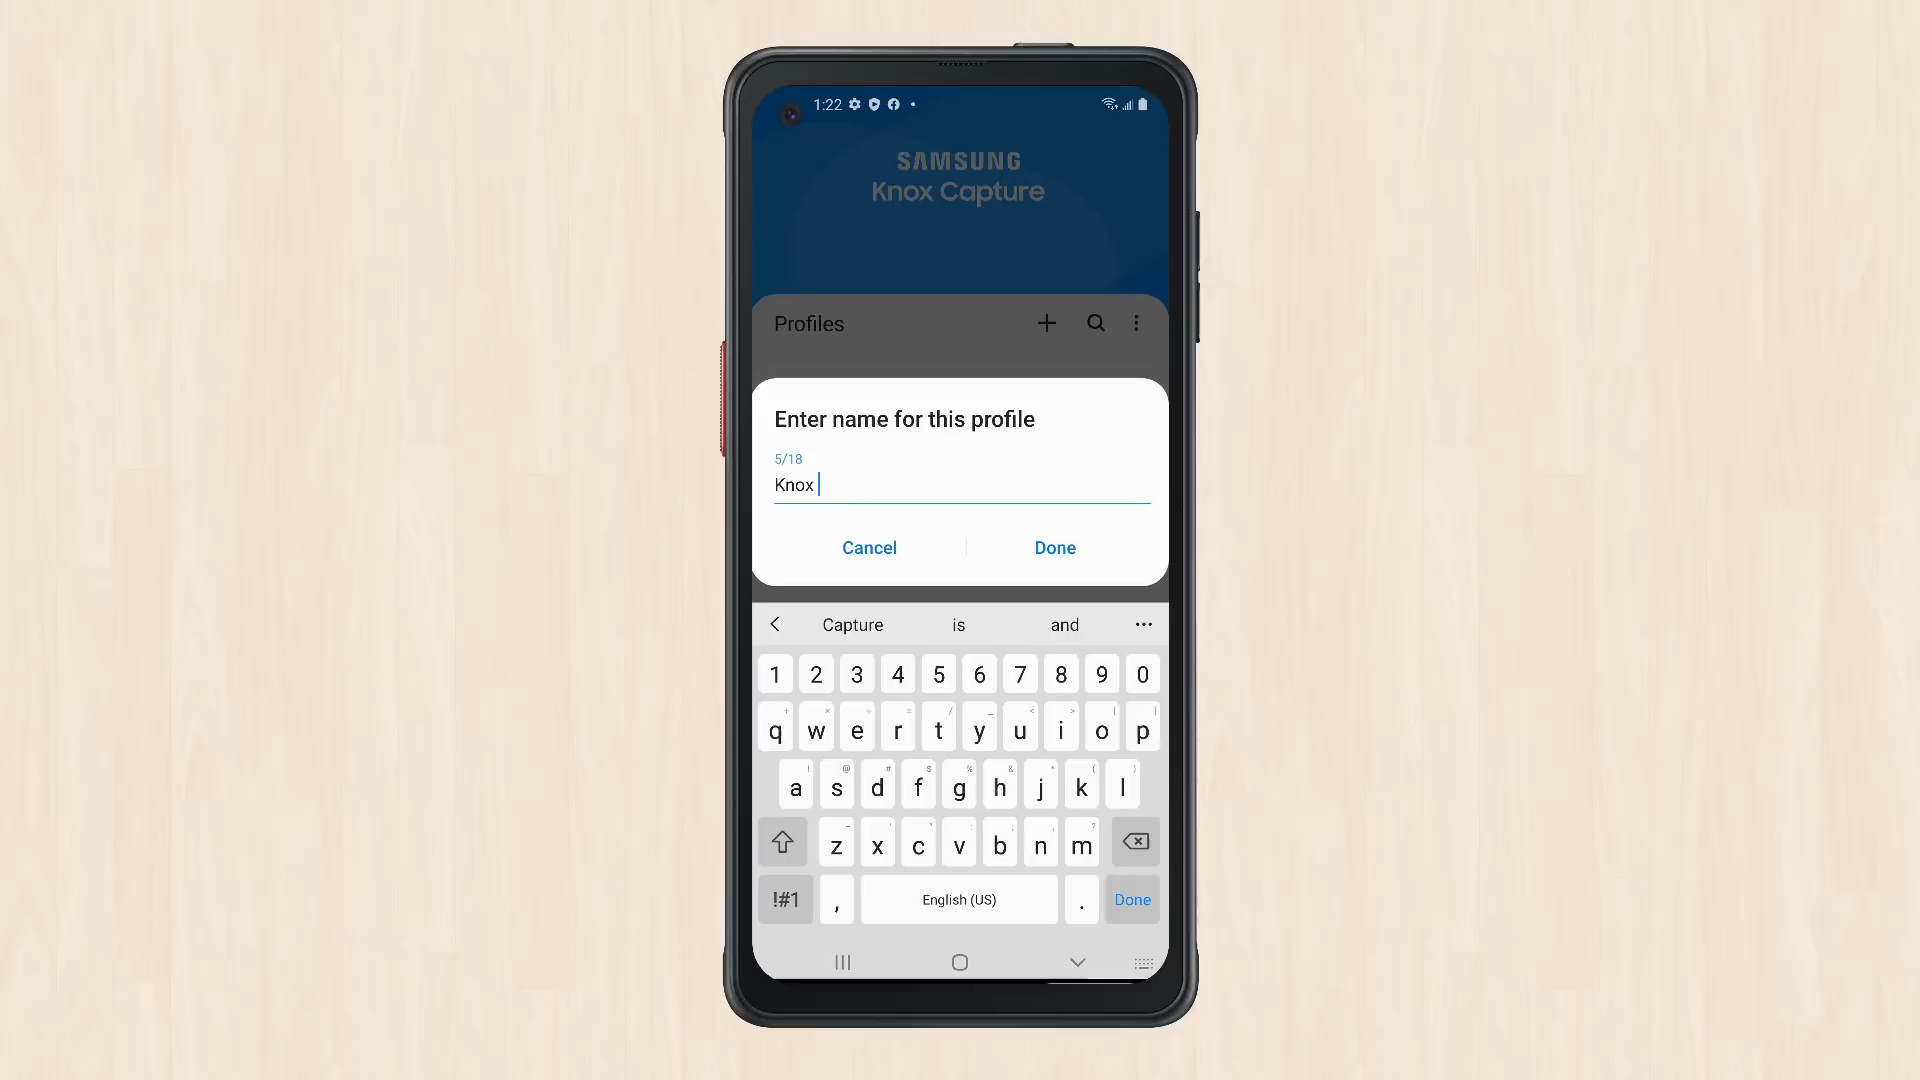 1:22
SAMSUNG
Knox Capture
Profiles
Enter name for this profile
5/18
Knox
Cancel
Done
Capture is and
1 2 3 4 5 6 7 8 9 0
q w e r t y u i o p
a s d f g h j k l
z x c v b n m
!#1 , English (US) . Done